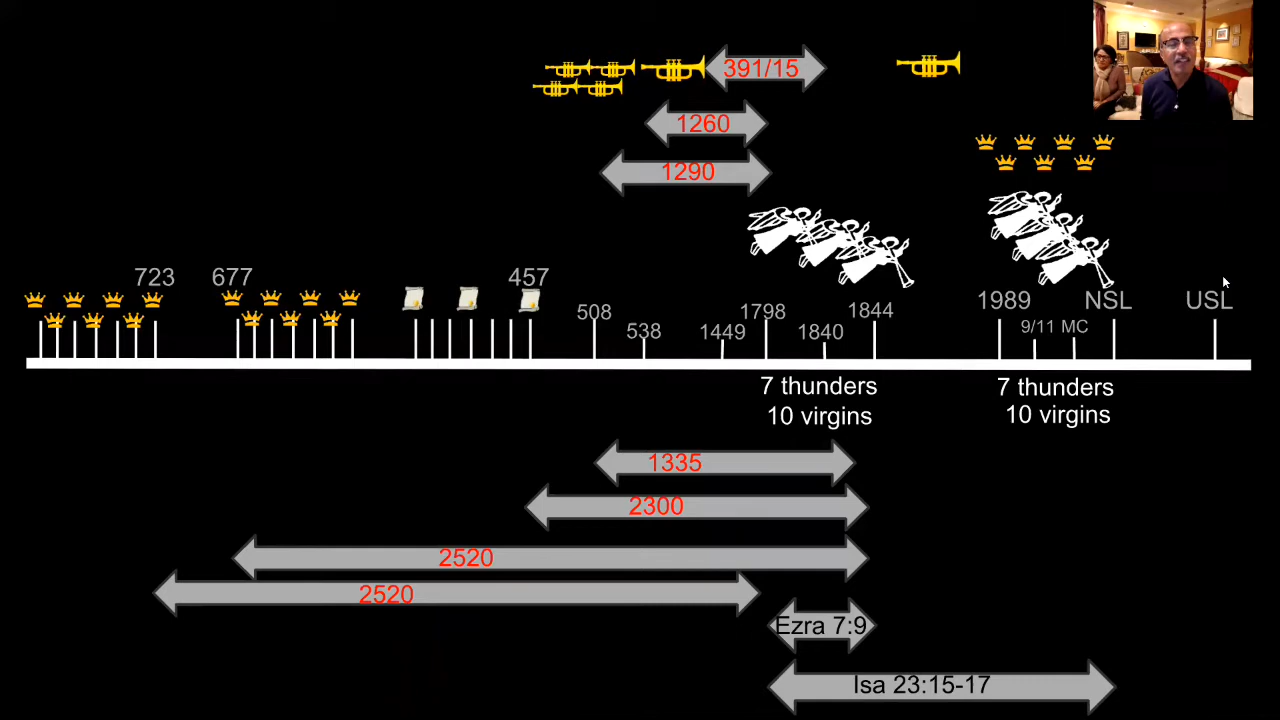 391/15
1260
1290
723 677 457
508 538 1449 1798 1840 1844 1989 9/11 MC NSL USL
7 thunders 7 thunders
10 virgins 10 virgins
1335
2300
2520
2520
Ezra 7:9
Isa 23:15-17